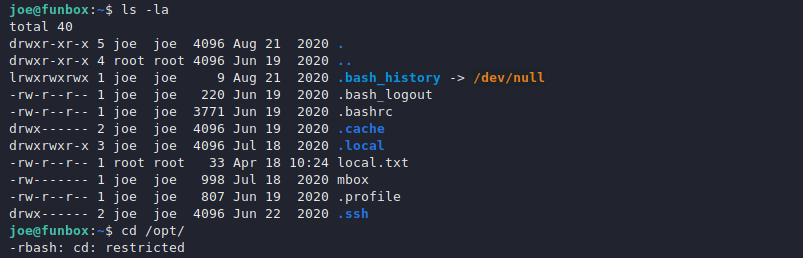 joe@funbox:~$ ls -la
total 40
drwxr-xr-x 5 joe  joe  4096 Aug 21  2020 .
drwxr-xr-x 4 root root 4096 Jun 19  2020 ..
lrwxrwxrwx 1 joe  joe     9 Aug 21  2020 .bash_history -> /dev/null
-rw-r--r-- 1 joe  joe   220 Jun 19  2020 .bash_logout
-rw-r--r-- 1 joe  joe  3771 Jun 19  2020 .bashrc
drwx------ 2 joe  joe  4096 Jun 19  2020 .cache
drwxrwxr-x 3 joe  joe  4096 Jul 18  2020 .local
-rw-r--r-- 1 root root   33 Apr 18 10:24 local.txt
-rw------- 1 joe  joe   998 Jul 18  2020 mbox
-rw-r--r-- 1 joe  joe   807 Jun 19  2020 .profile
drwx------ 2 joe  joe  4096 Jun 22  2020 .ssh
joe@funbox:~$ cd /opt/
-rbash: cd: restricted